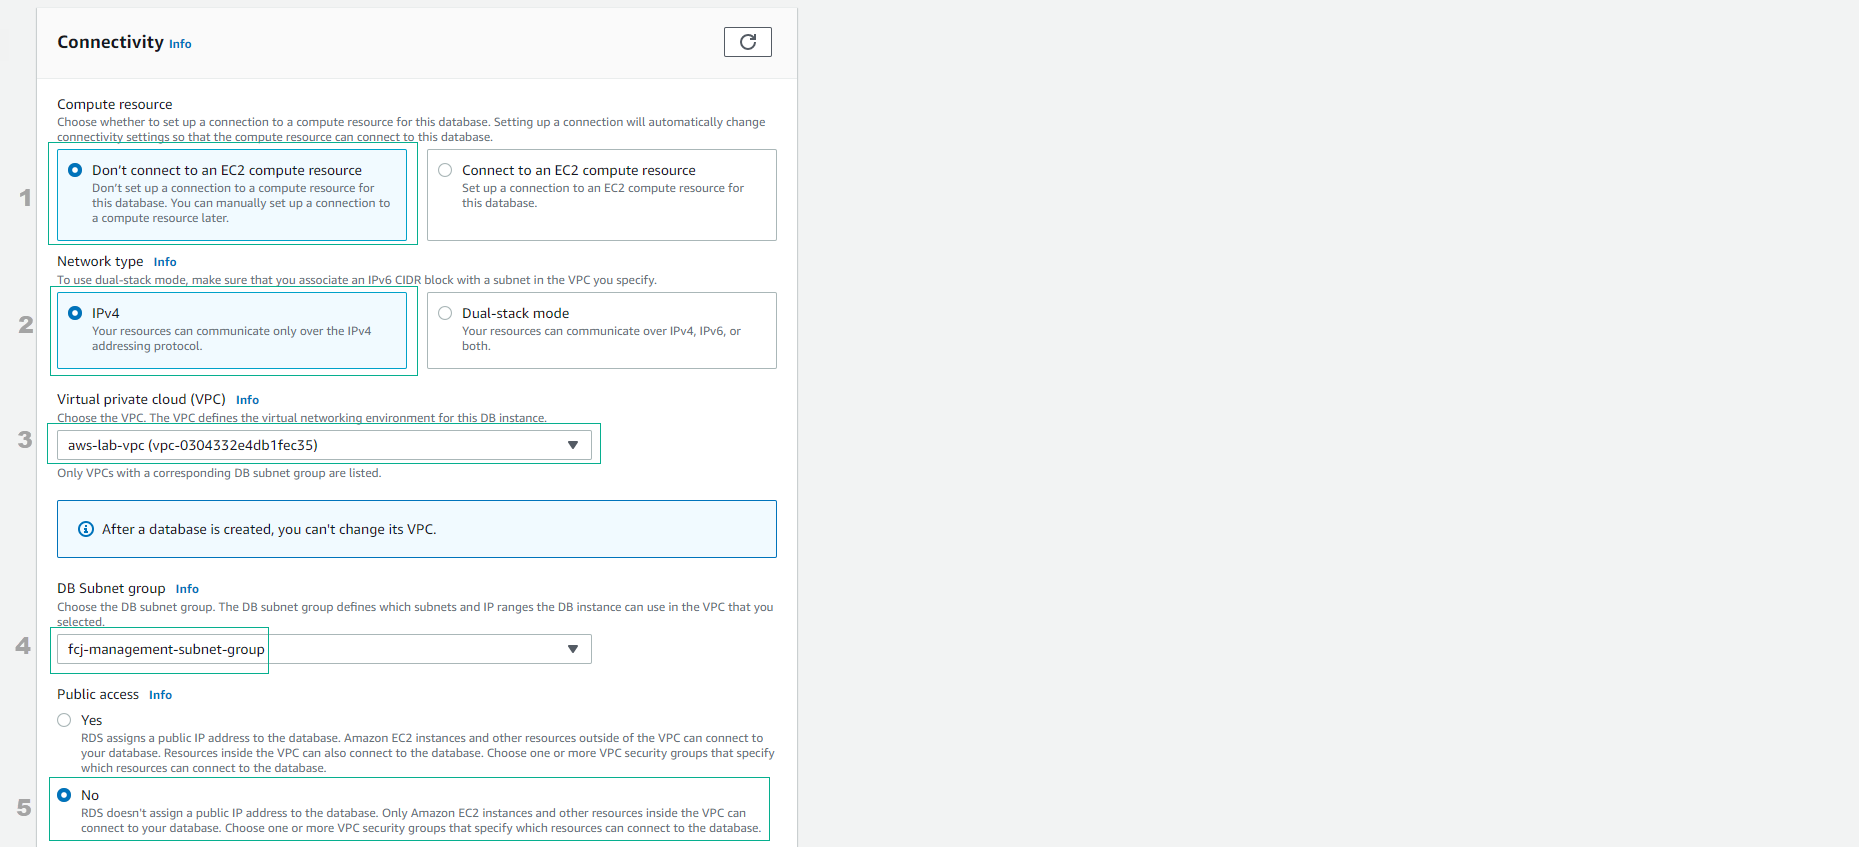 Connectivity Info
Compute resource
Choose whether to set up a connection to a compute resource for this database. Setting up a connection will automatically change
connectivity settings so that the compute resource can connect to this database.
1
Don't connect to an EC2 compute resource
Don't set up a connection to a compute resource for
this database. You can manually set up a connection to
a compute resource later.
Connect to an EC2 compute resource
Set up a connection to an EC2 compute resource for
this database.
Network type Info
To use dual-stack mode, make sure that you associate an IPv6 CIDR block with a subnet in the VPC you specify.
2
IPv4
Your resources can communicate only over the IPv4
addressing protocol.
Dual-stack mode
Your resources can communicate over IPv4, IPv6, or
both.
Virtual private cloud (VPC) Info
Choose the VPC. The VPC defines the virtual networking environment for this DB instance.
3
aws-lab-vpc (vpc-0304332e4db1fec35)
Only VPCs with a corresponding DB subnet group are listed.
After a database is created, you can't change its VPC.
DB Subnet group Info
Choose the DB subnet group. The DB subnet group defines which subnets and IP ranges the DB instance can use in the VPC that you
selected.
4
fcj-management-subnet-group
Public access Info
Yes
RDS assigns a public IP address to the database. Amazon EC2 instances and other resources outside of the VPC can connect to
your database. Resources inside the VPC can also connect to the database. Choose one or more VPC security groups that specify
which resources can connect to the database.
5
No
RDS doesn't assign a public IP address to the database. Only Amazon EC2 instances and other resources inside the VPC can
connect to your database. Choose one or more VPC security groups that specify which resources can connect to the database.